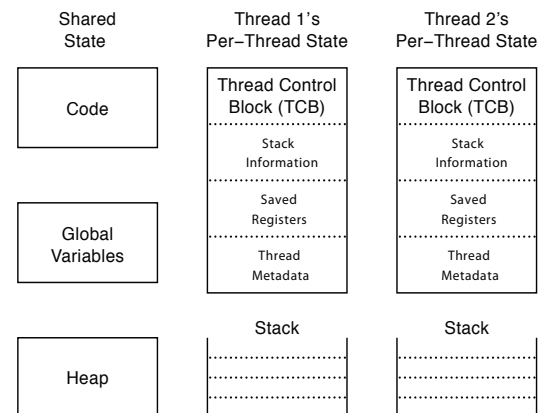 Shared
State
Thread 1's
Per–Thread State
Thread 2's
Per–Thread State
Code
Global
Variables
Heap
Thread Control
Block (TCB)
Stack
Information
Saved
Registers
Thread
Metadata
Stack
Thread Control
Block (TCB)
Stack
Information
Saved
Registers
Thread
Metadata
Stack